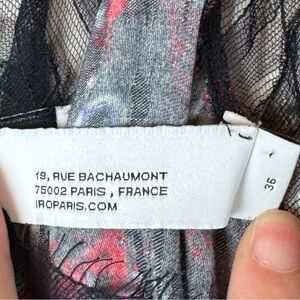 19, RUE BACHAUMONT
75002 PARIS , FRANCE
IROPARIS.COM
36